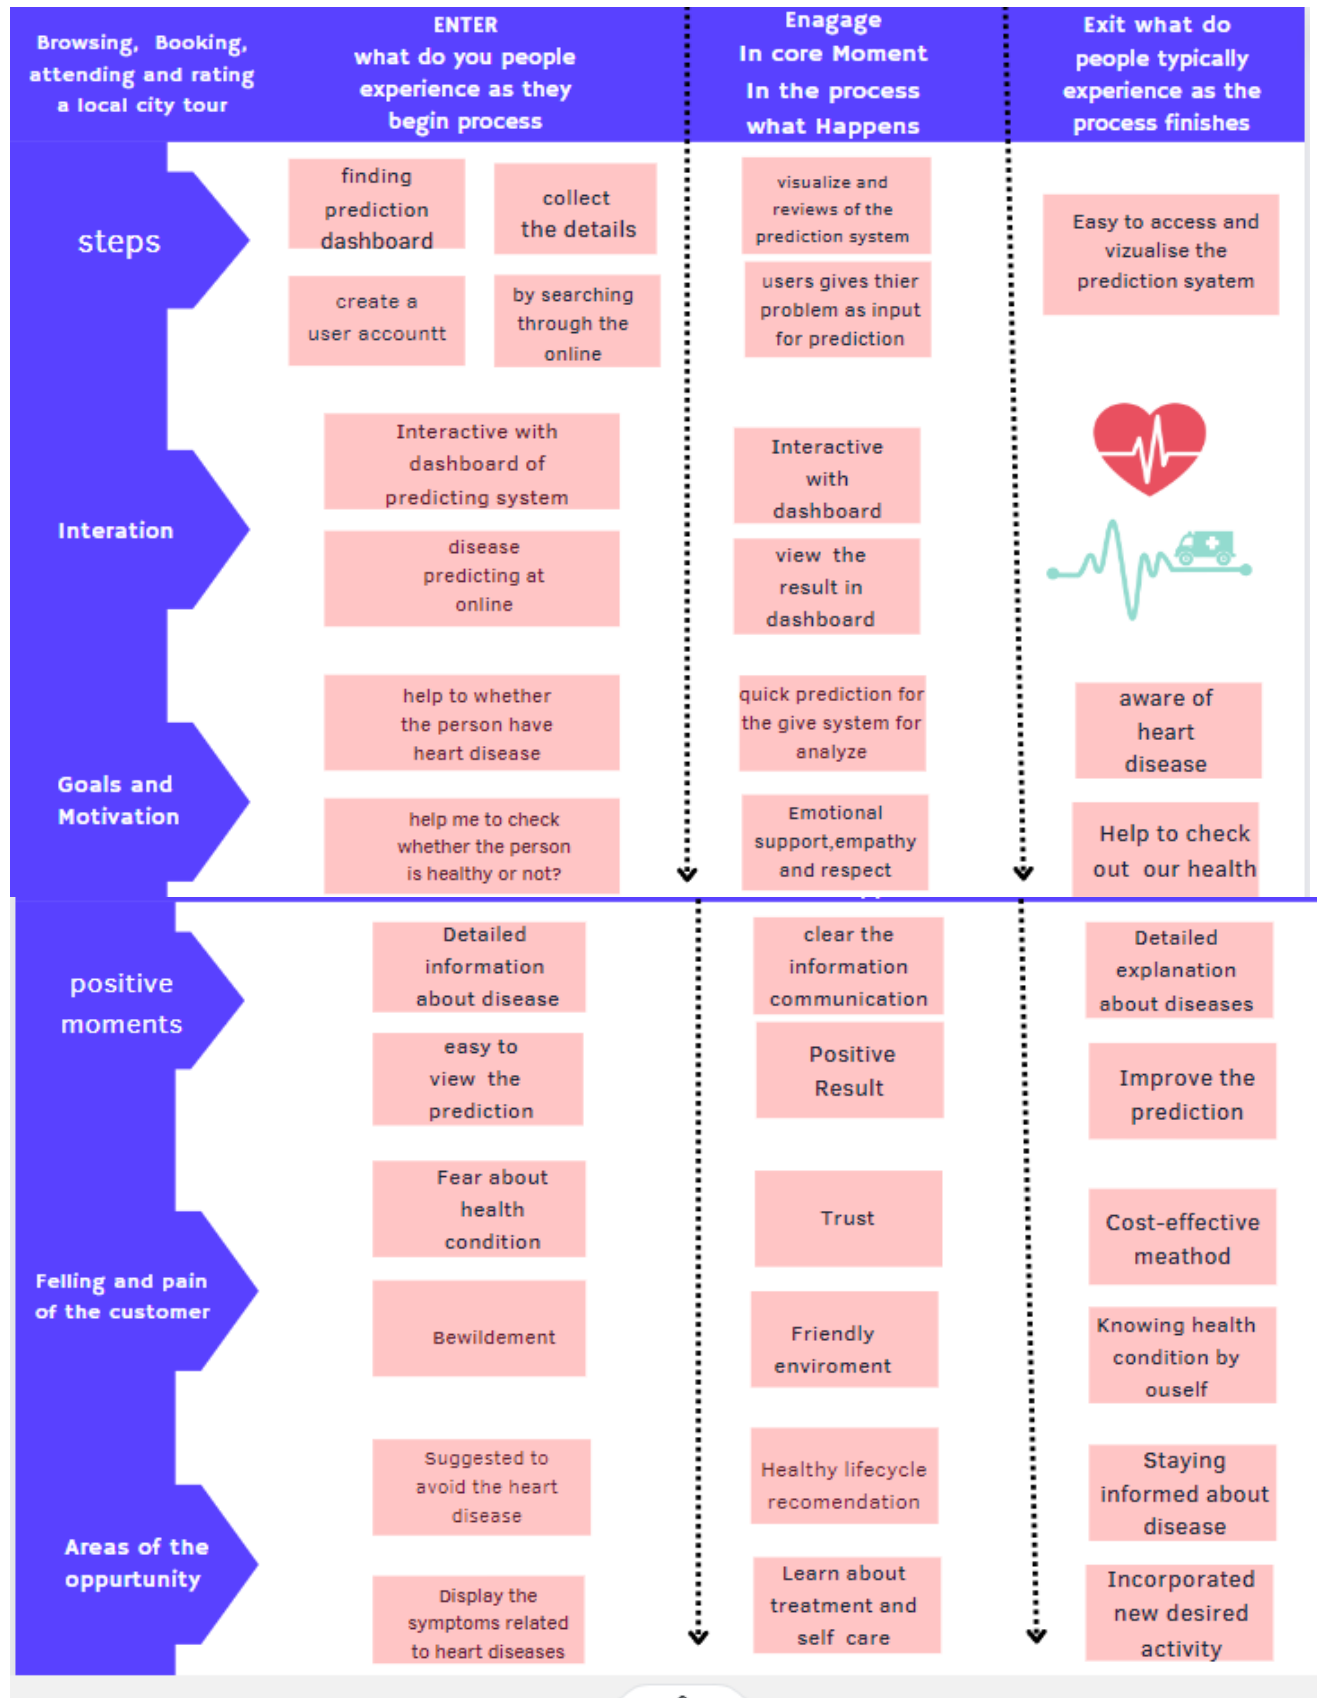 Browsing, Booking,
attending and rating
a local city tour
ENTER
what do you people
experience as they
begin process
Enagage
In core Moment
In the process
what Happens
Exit what do
people typically
experience as the
process finishes
steps
finding
prediction
dashboard
collect
the details
create a
user accountt
by searching
through the
online
visualize and
reviews of the
prediction system
users gives thier
problem as input
for prediction
Easy to access and
vizualise the
prediction syatem
Interation
Interactive with
dashboard of
predicting system
disease
predicting at
online
Interactive
with
dashboard
view the
result in
dashboard
Goals and
Motivation
help to whether
the person have
heart disease
help me to check
whether the person
is healthy or not?
quick prediction for
the give system for
analyze
Emotional
support,empathy
and respect
aware of
heart
disease
Help to check
out our health
positive
moments
Detailed
information
about disease
easy to
view the
prediction
clear the
information
communication
Positive
Result
Detailed
explanation
about diseases
Improve the
prediction
Felling and pain
of the customer
Fear about
health
condition
Bewildement
Trust
Friendly
enviroment
Cost-effective
meathod
Knowing health
condition by
ouself
Areas of the
oppurtunity
Suggested to
avoid the heart
disease
Display the
symptoms related
to heart diseases
Healthy lifecycle
recomendation
Learn about
treatment and
self care
Staying
informed about
disease
Incorporated
new desired
activity